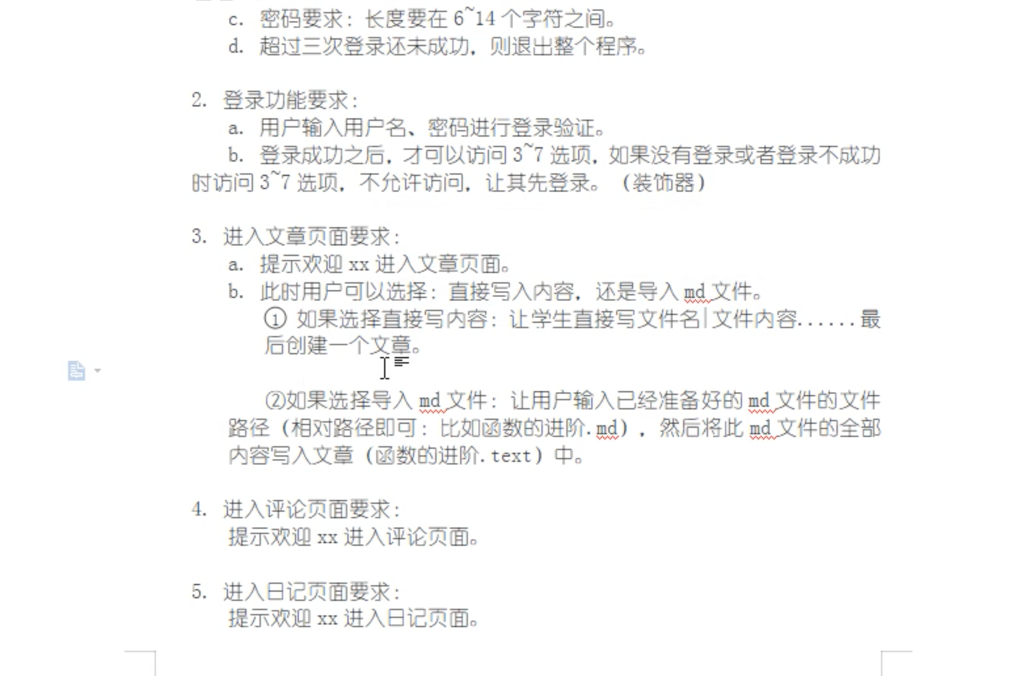 c. 密码要求：长度要在 6~14 个字符之间。
d. 超过三次登录还未成功，则退出整个程序。
2. 登录功能要求：
a. 用户输入用户名、密码进行登录验证。
b. 登录成功之后，才可以访问 3~7 选项，如果没有登录或者登录不成功
时访问 3~7 选项，不允许访问，让其先登录。（装饰器）
3. 进入文章页面要求：
a. 提示欢迎 xx 进入文章页面。
b. 此时用户可以选择：直接写入内容，还是导入 md 文件。
① 如果选择直接写内容：让学生直接写文件名|文件内容......最
后创建一个文章。
②如果选择导入 md 文件：让用户输入已经准备好的 md 文件的文件
路径（相对路径即可：比如函数的进阶.md），然后将此 md 文件的全部
内容写入文章（函数的进阶.text）中。
4. 进入评论页面要求：
提示欢迎 xx 进入评论页面。
5. 进入日记页面要求：
提示欢迎 xx 进入日记页面。